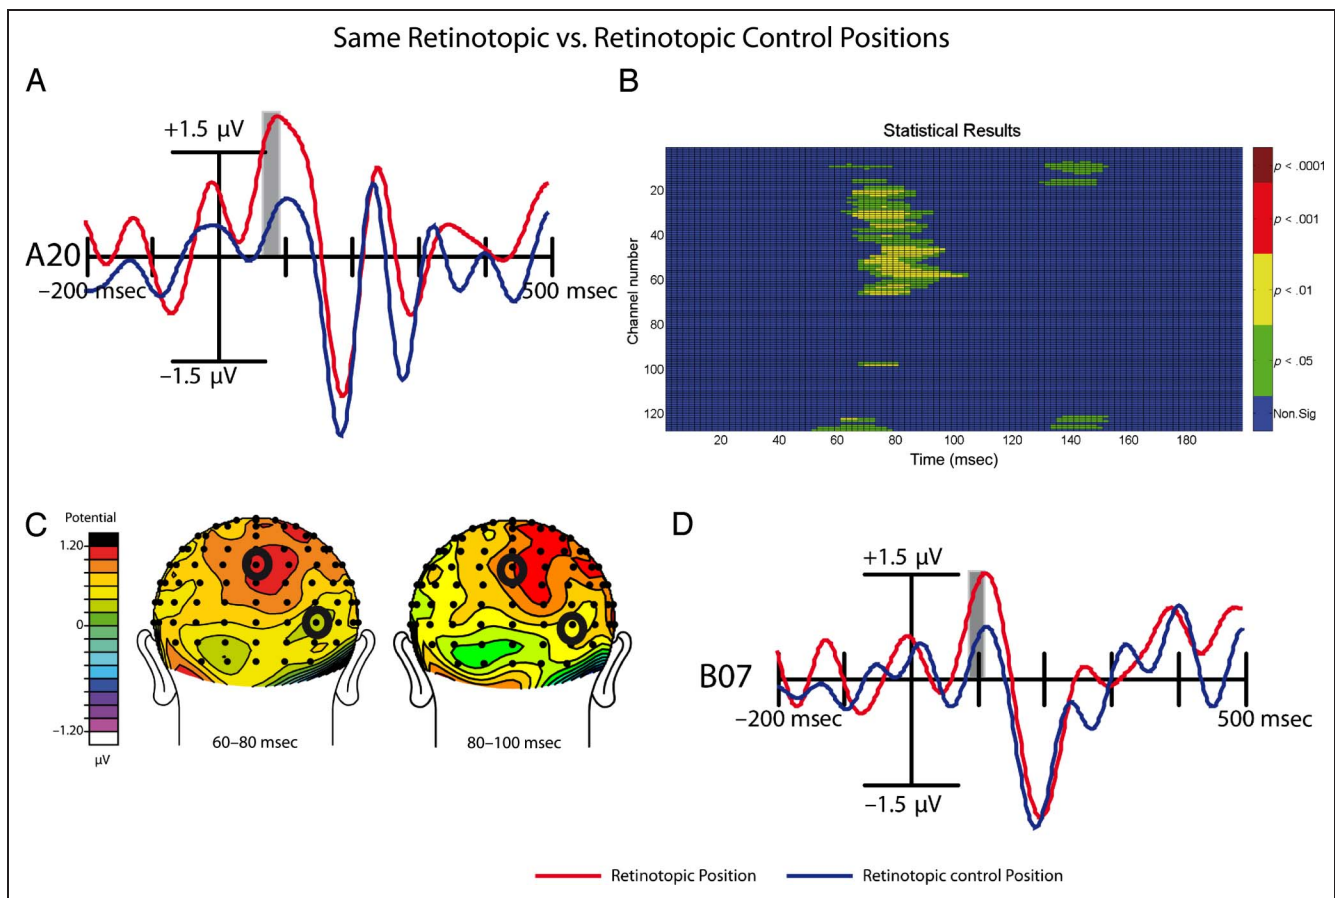 Same Retinotopic vs. Retinotopic Control Positions
A
+1.5 µV
A20
−200 msec
500 msec
−1.5 µV
B
Statistical Results
Channel number
20
40
60
80
100
120
20 40 60 80 100 120 140 160 180
Time (msec)
p < .0001
p < .001
p < .01
p < .05
Non.Sig
C
Potential
1.20
0
−1.20
µV
60–80 msec
80–100 msec
D
+1.5 µV
B07
−200 msec
500 msec
−1.5 µV
Retinotopic Position
Retinotopic control Position